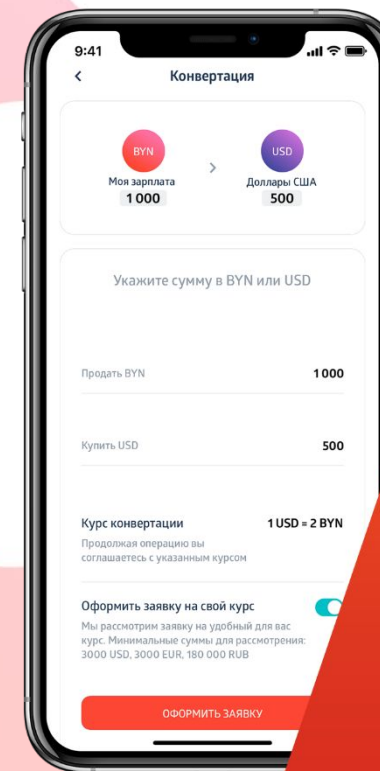 9:41
Конвертация
BYN
USD
Моя зарплата
Доллары США
1 000
500
Укажите сумму в BYN или USD
Продать BYN 1 000
Купить USD 500
Курс конвертации 1 USD = 2 BYN
Продолжая операцию вы
соглашаетесь с указанным курсом
Оформить заявку на свой курс
Мы рассмотрим заявку на удобный для вас
курс. Минимальные суммы для рассмотрения:
3000 USD, 3000 EUR, 180 000 RUB
ОФОРМИТЬ ЗАЯВКУ